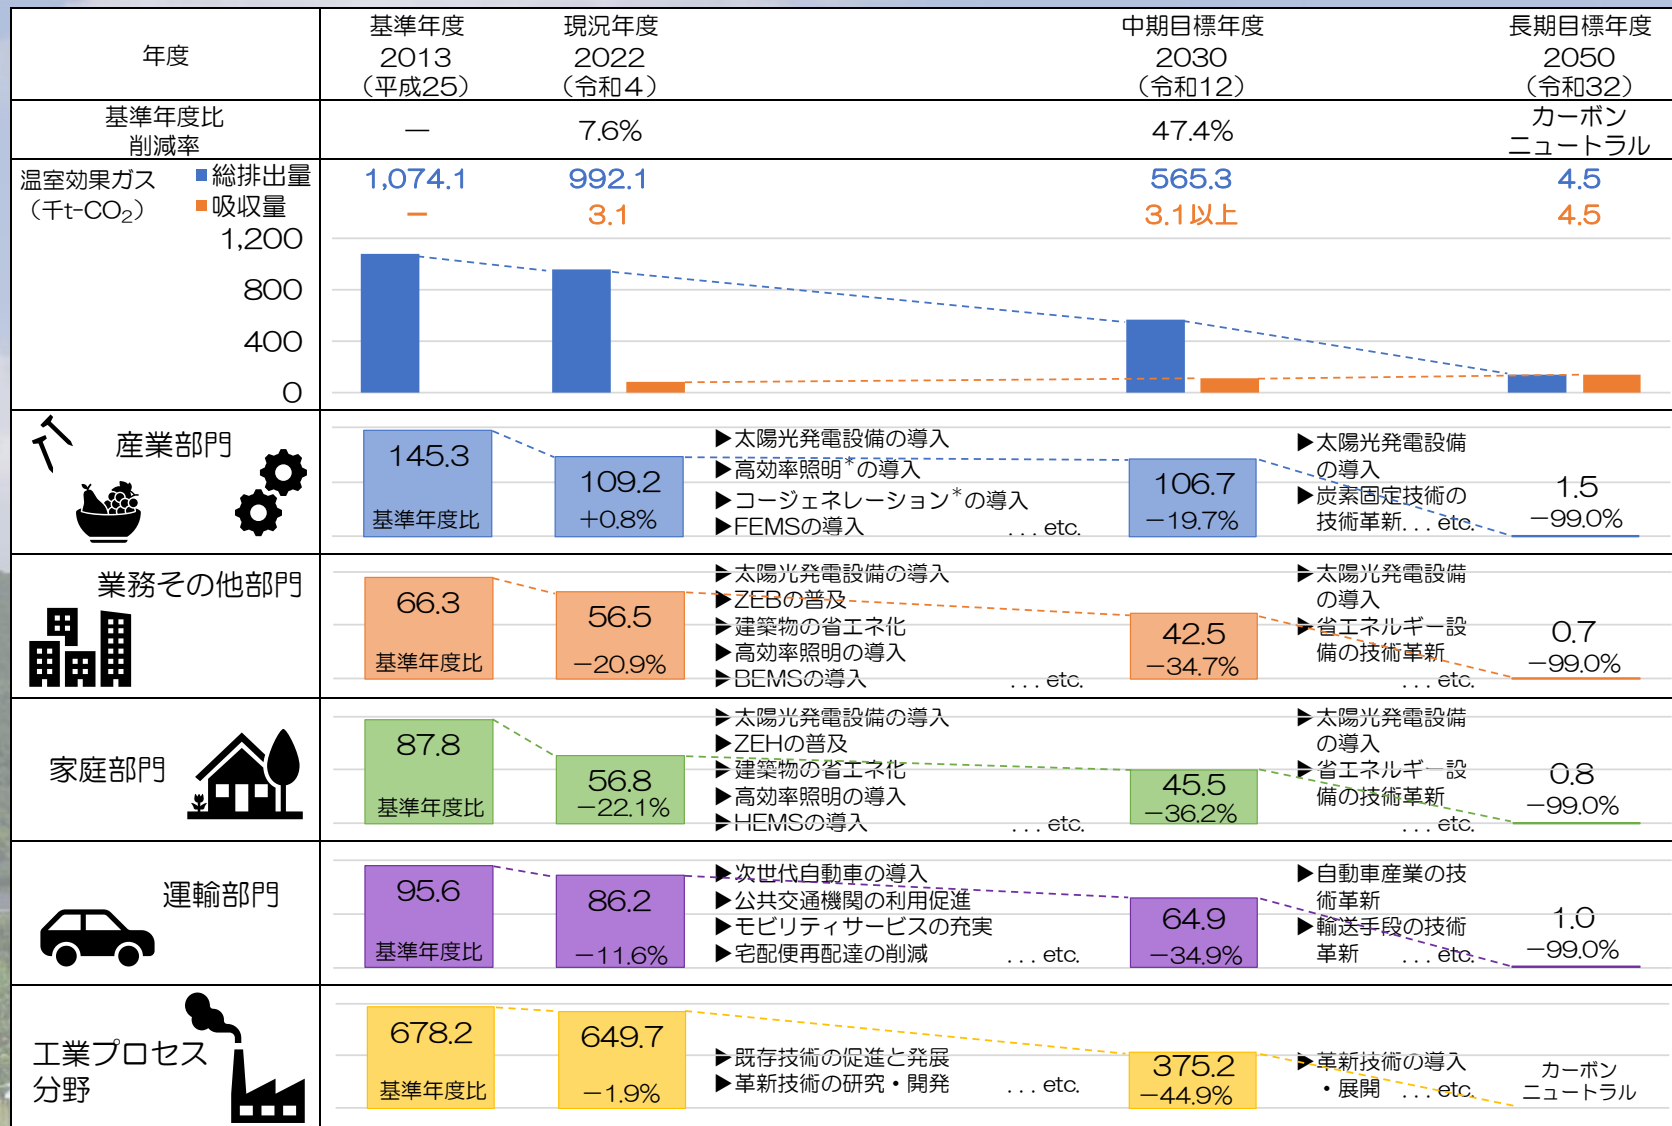 年度
基準年度
2013
（平成25）
現況年度
2022
（令和4）
中期目標年度
2030
（令和12）
長期目標年度
2050
（令和32）
基準年度比
削減率
―
7.6%
47.4%
カーボン
ニュートラル
温室効果ガス
（千t-CO₂）
■総排出量
■吸収量
1,074.1
992.1
565.3
4.5
－
3.1
3.1以上
4.5
1,200
800
400
0
産業部門
145.3
基準年度比
109.2
+0.8%
▶太陽光発電設備の導入
▶高効率照明*の導入
▶コージェネレーション*の導入
▶FEMSの導入 ...etc.
106.7
－19.7%
▶太陽光発電設備
の導入
▶炭素固定技術の
技術革新...etc.
1.5
－99.0%
業務その他部門
66.3
基準年度比
56.5
－20.9%
▶太陽光発電設備の導入
▶ZEBの普及
▶建築物の省エネ化
▶高効率照明の導入
▶BEMSの導入 ...etc.
42.5
－34.7%
▶太陽光発電設備
の導入
▶省エネルギー設
備の技術革新
...etc.
0.7
－99.0%
家庭部門
87.8
基準年度比
56.8
－22.1%
▶太陽光発電設備の導入
▶ZEHの普及
▶建築物の省エネ化
▶高効率照明の導入
▶HEMSの導入 ...etc.
45.5
－36.2%
▶太陽光発電設備
の導入
▶省エネルギー設
備の技術革新
...etc.
0.8
－99.0%
運輸部門
95.6
基準年度比
86.2
－11.6%
▶次世代自動車の導入
▶公共交通機関の利用促進
▶モビリティサービスの充実
▶宅配便再配達の削減 ...etc.
64.9
－34.9%
▶自動車産業の技
術革新
▶輸送手段の技術
革新 ...etc.
1.0
－99.0%
工業プロセス
分野
678.2
基準年度比
649.7
－1.9%
▶既存技術の促進と発展
▶革新技術の研究・開発 ...etc.
375.2
－44.9%
▶革新技術の導入
・展開 ...etc.
カーボン
ニュートラル